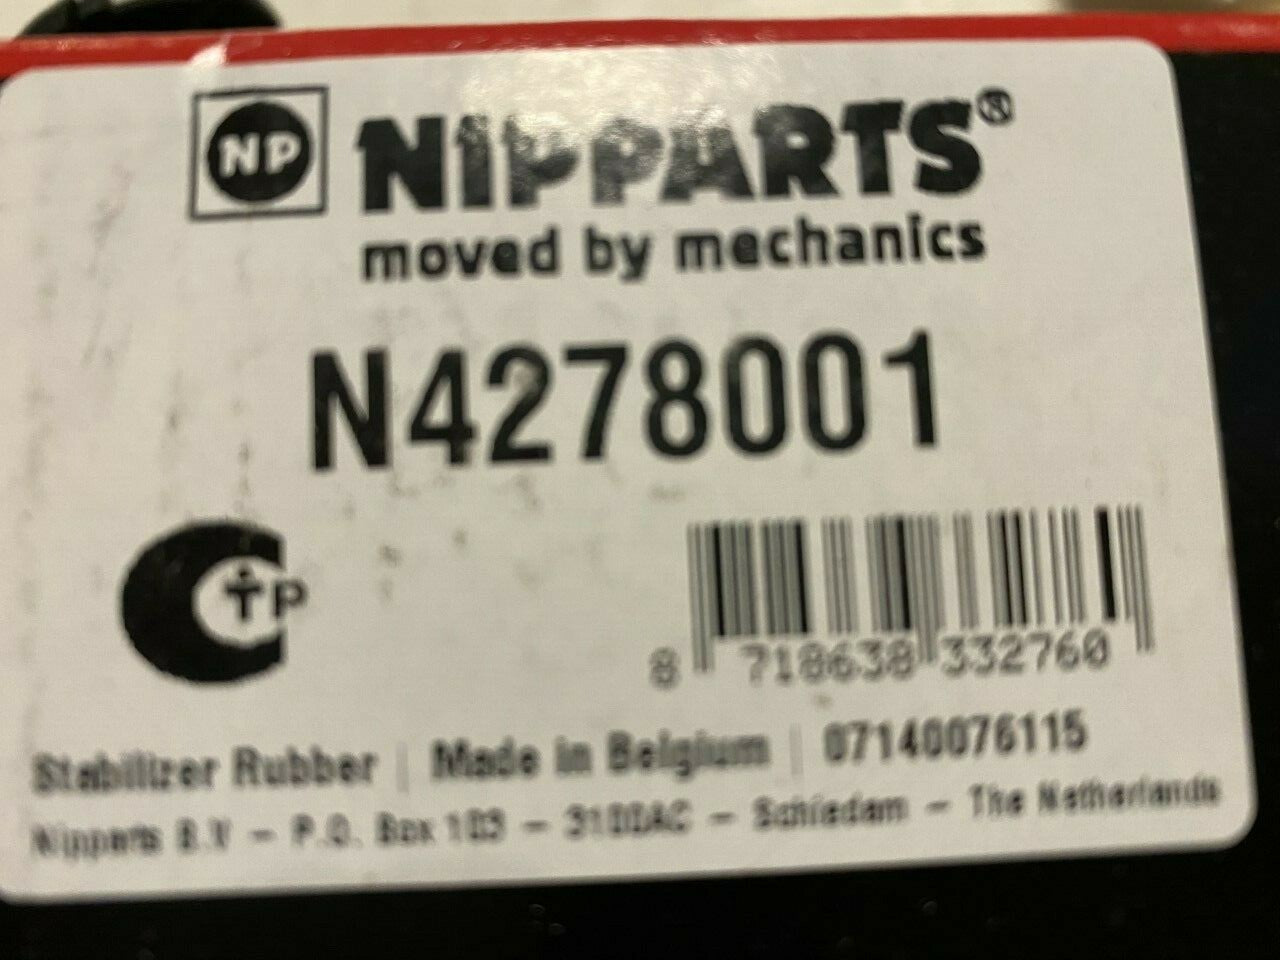 NP NIPPARTS®
moved by mechanics
N4278001
CTP
8 718638 332760
Stabilizer Rubber | Made in Belgium | 07140076115
Nipparts B.V – P.O. Box 103 – 3100AC – Schiedam – The Netherlands